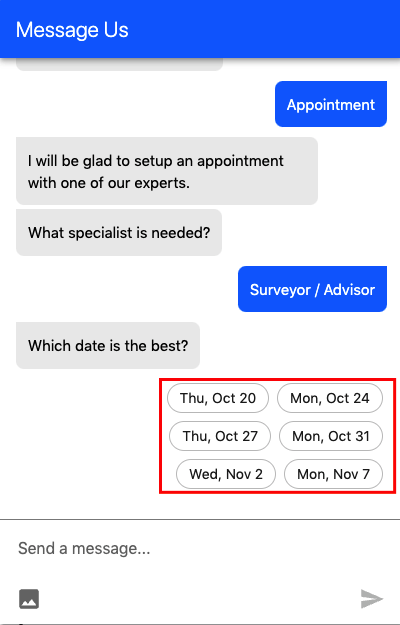 Message Us
Appointment
I will be glad to setup an appointment
with one of our experts.
What specialist is needed?
Surveyor / Advisor
Which date is the best?
Thu, Oct 20
Mon, Oct 24
Thu, Oct 27
Mon, Oct 31
Wed, Nov 2
Mon, Nov 7
Send a message...